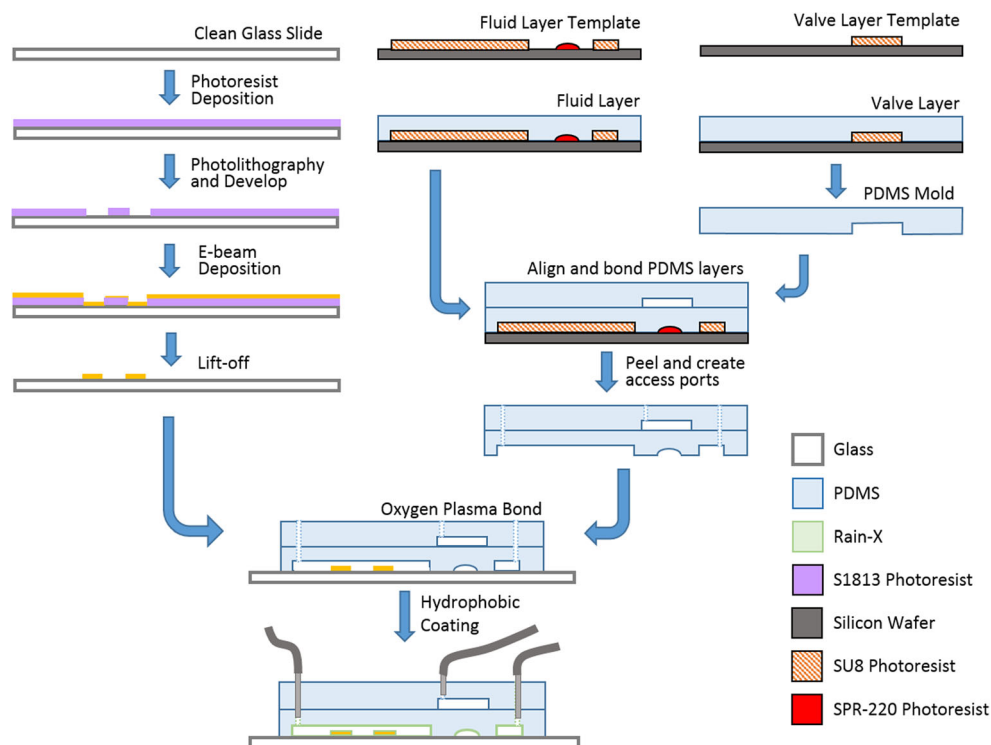 Clean Glass Slide
Photoresist
Deposition
Photolithography
and Develop
E-beam
Deposition
Lift-off
Fluid Layer Template
Fluid Layer
Valve Layer Template
Valve Layer
PDMS Mold
Align and bond PDMS layers
Peel and create
access ports
Oxygen Plasma Bond
Hydrophobic
Coating
Glass
PDMS
Rain-X
S1813 Photoresist
Silicon Wafer
SU8 Photoresist
SPR-220 Photoresist